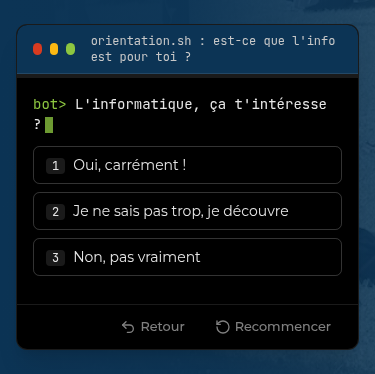 orientation.sh : est-ce que l'info
est pour toi ?
bot> L'informatique, ça t'intéresse
?
1 Oui, carrément !
2 Je ne sais pas trop, je découvre
3 Non, pas vraiment
Retour Recommencer